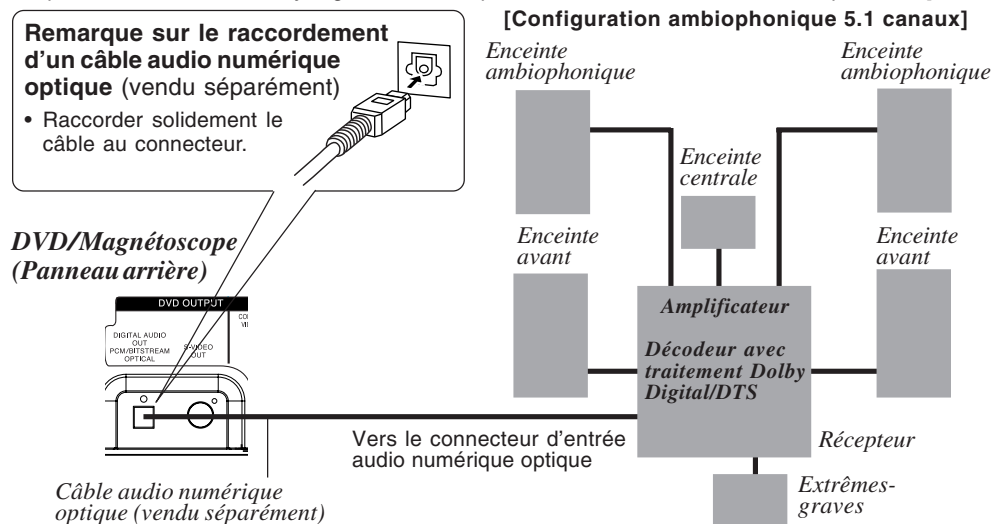 [Configuration ambiophonique 5.1 canaux]
Remarque sur le raccordement
d'un câble audio numérique
optique (vendu séparément)
• Raccorder solidement le
câble au connecteur.
Enceinte
ambiophonique
Enceinte
ambiophonique
Enceinte
centrale
Enceinte
avant
Enceinte
avant
DVD/Magnétoscope
(Panneau arrière)
DVD OUTPUT
DIGITAL AUDIO
OUT
PCM/BITSTREAM
OPTICAL
S-VIDEO
OUT
Amplificateur
Décodeur avec
traitement Dolby
Digital/DTS
Vers le connecteur d'entrée
audio numérique optique
Récepteur
Câble audio numérique
optique (vendu séparément)
Extrêmes-
graves